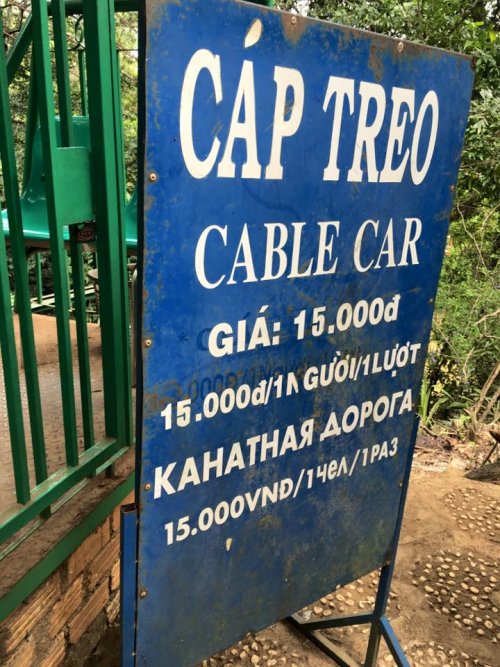 CÁP TREO
CABLE CAR
GIÁ: 15.000đ
15.000đ/1NGƯỜI/1LƯỢT
КАНАТНАЯ ДОРОГА
15.000VNĐ/1чел/1РАЗ